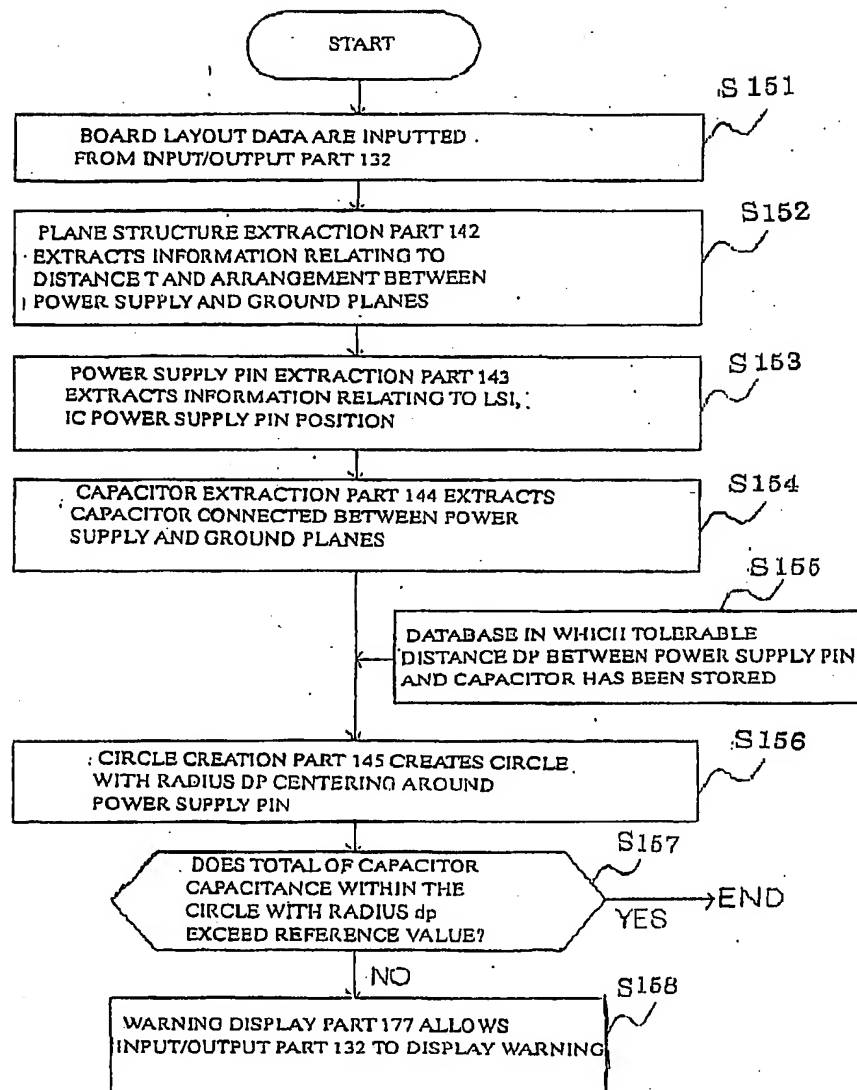 START
S 151
BOARD LAYOUT DATA ARE INPUTTED
FROM INPUT/OUTPUT PART 132
S152
PLANE STRUCTURE EXTRACTION PART 142
EXTRACTS INFORMATION RELATING TO
DISTANCE T AND ARRANGEMENT BETWEEN
POWER SUPPLY AND GROUND PLANES
S153
POWER SUPPLY PIN EXTRACTION PART 143
EXTRACTS INFORMATION RELATING TO LSI,
IC POWER SUPPLY PIN POSITION
S154
CAPACITOR EXTRACTION PART 144 EXTRACTS
CAPACITOR CONNECTED BETWEEN POWER
SUPPLY AND GROUND PLANES
S155
DATABASE IN WHICH TOLERABLE
DISTANCE DP BETWEEN POWER SUPPLY PIN
AND CAPACITOR HAS BEEN STORED
S156
CIRCLE CREATION PART 145 CREATES CIRCLE
WITH RADIUS DP CENTERING AROUND
POWER SUPPLY PIN
S157
DOES TOTAL OF CAPACITOR
CAPACITANCE WITHIN THE
CIRCLE WITH RADIUS dp
EXCEED REFERENCE VALUE?
YES
END
NO
S158
WARNING DISPLAY PART 177 ALLOWS
INPUT/OUTPUT PART 132 TO DISPLAY WARNING